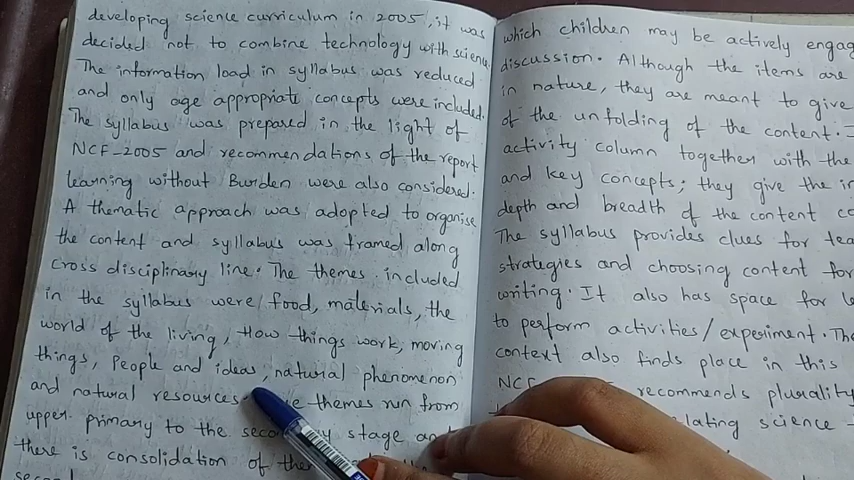 developing science curriculum in 2005, it was
decided not to combine technology with science.
The information load in syllabus was reduced
and only age appropriate concepts were included.
The syllabus was prepared in the light of
NCF-2005 and recommendations of the report
learning without Burden were also considered.
A thematic approach was adopted to organise
the content and syllabus was framed along
cross disciplinary line. The themes included
in the syllabus were food, materials, the
world of the living, How things work, moving
things, People and ideas, natural phenomenon
and natural resources. themes run from
upper primary to the stage
there is consolidation of
which children may be actively
discussion. Although the items are
in nature, they are meant to give
of the unfolding of the content.
activity column together with the
and key concepts; they give the
depth and breadth of the content
The syllabus provides clues for
strategies and choosing content for
writing. It also has space for
to perform activities/experiment.
context also finds place in this
NCF recommends plurality
science